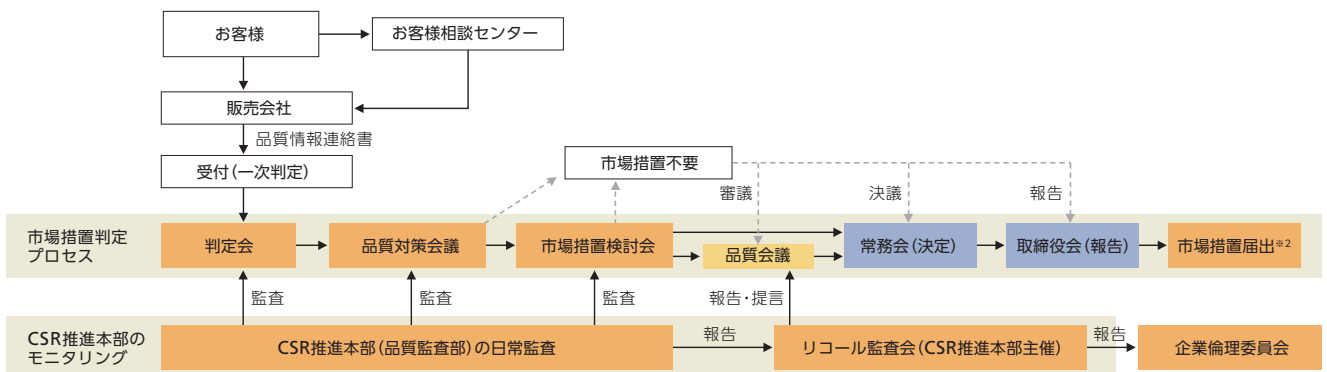 お客様
お客様相談センター
販売会社
品質情報連絡書
受付(一次判定)
市場措置不要
審議
決議
報告
市場措置判定
プロセス
判定会
品質対策会議
市場措置検討会
品質会議
常務会(決定)
取締役会(報告)
市場措置届出※2
監査
監査
監査
報告・提言
CSR推進本部の
モニタリング
CSR推進本部(品質監査部)の日常監査
報告
リコール監査会(CSR推進本部主催)
報告
企業倫理委員会